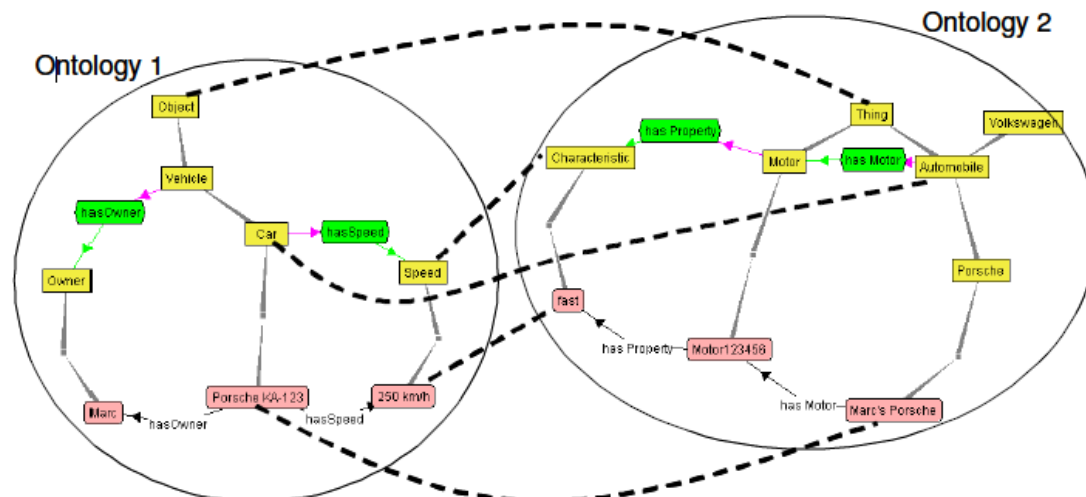 Ontology 2
Ontology 1
Object
Thing
Volkswagen
has Property
Characteristic
Motor
has Motor
Automobile
Vehicle
hasOwner
Car
hasSpeed
Owner
Speed
Porsche
fast
has Property
Motor123456
Marc
Porsche KA-123
250 km/h
hasOwner
hasSpeed
has Motor
Marc's Porsche